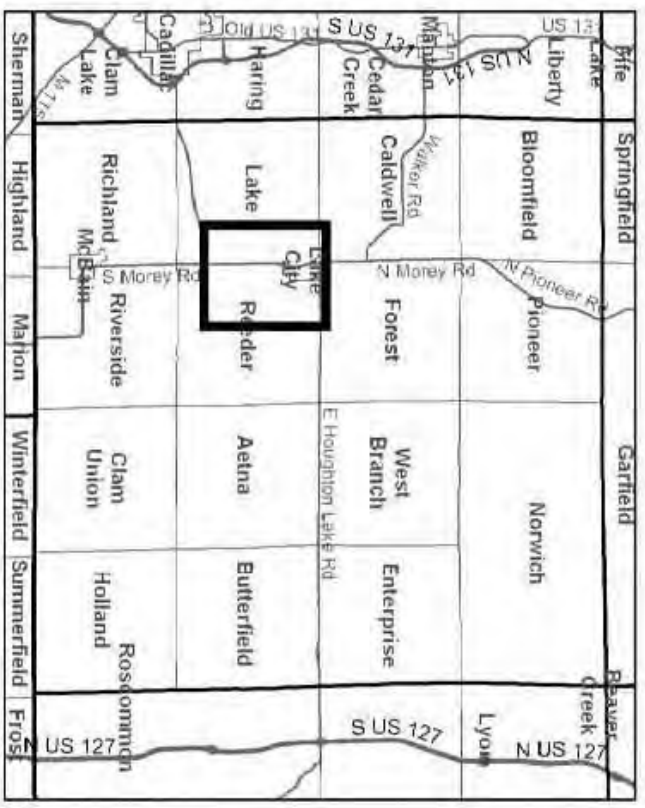 Fife
Lake
Springfield
Garfield
Beaver
Creek
US 131
Liberty
Bloomfield
N Pioneer Rd
Pioneer
Norwich
Lyon
N US 127
N US 131
Manton
S US 131
Cedar
Creek
W Walker Rd
Caldwell
N Morey Rd
Forest
West
Branch
Enterprise
S US 127
E Houghton Lake Rd
Old US 131
Haring
Lake
Lake
City
Reeder
Aetna
Butterfield
Cadillac
Clam
Lake
M 115
Richland
McBain
S Morey Rd
Riverside
Clam
Union
Holland
Roscommon
N US 127
Sherman
Highland
Marion
Winterfield
Summerfield
Frost